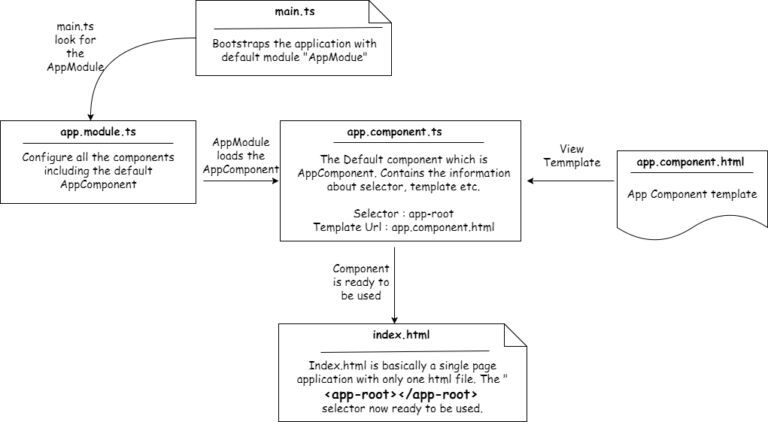 main.ts
Bootstraps the application with
default module "AppModue"
main.ts
look for
the
AppModule
app.module.ts
Configure all the components
including the default
AppComponent
AppModule
loads the
AppComponent
app.component.ts
The Default component which is
AppComponent. Contains the information
about selector, template etc.
Selector : app-root
Template Url : app.component.html
View
Temmplate
app.component.html
App Component template
Component
is ready to
be used
index.html
Index.html is basically a single page
application with only one html file. The "
<app-root></app-root>
selector now ready to be used.